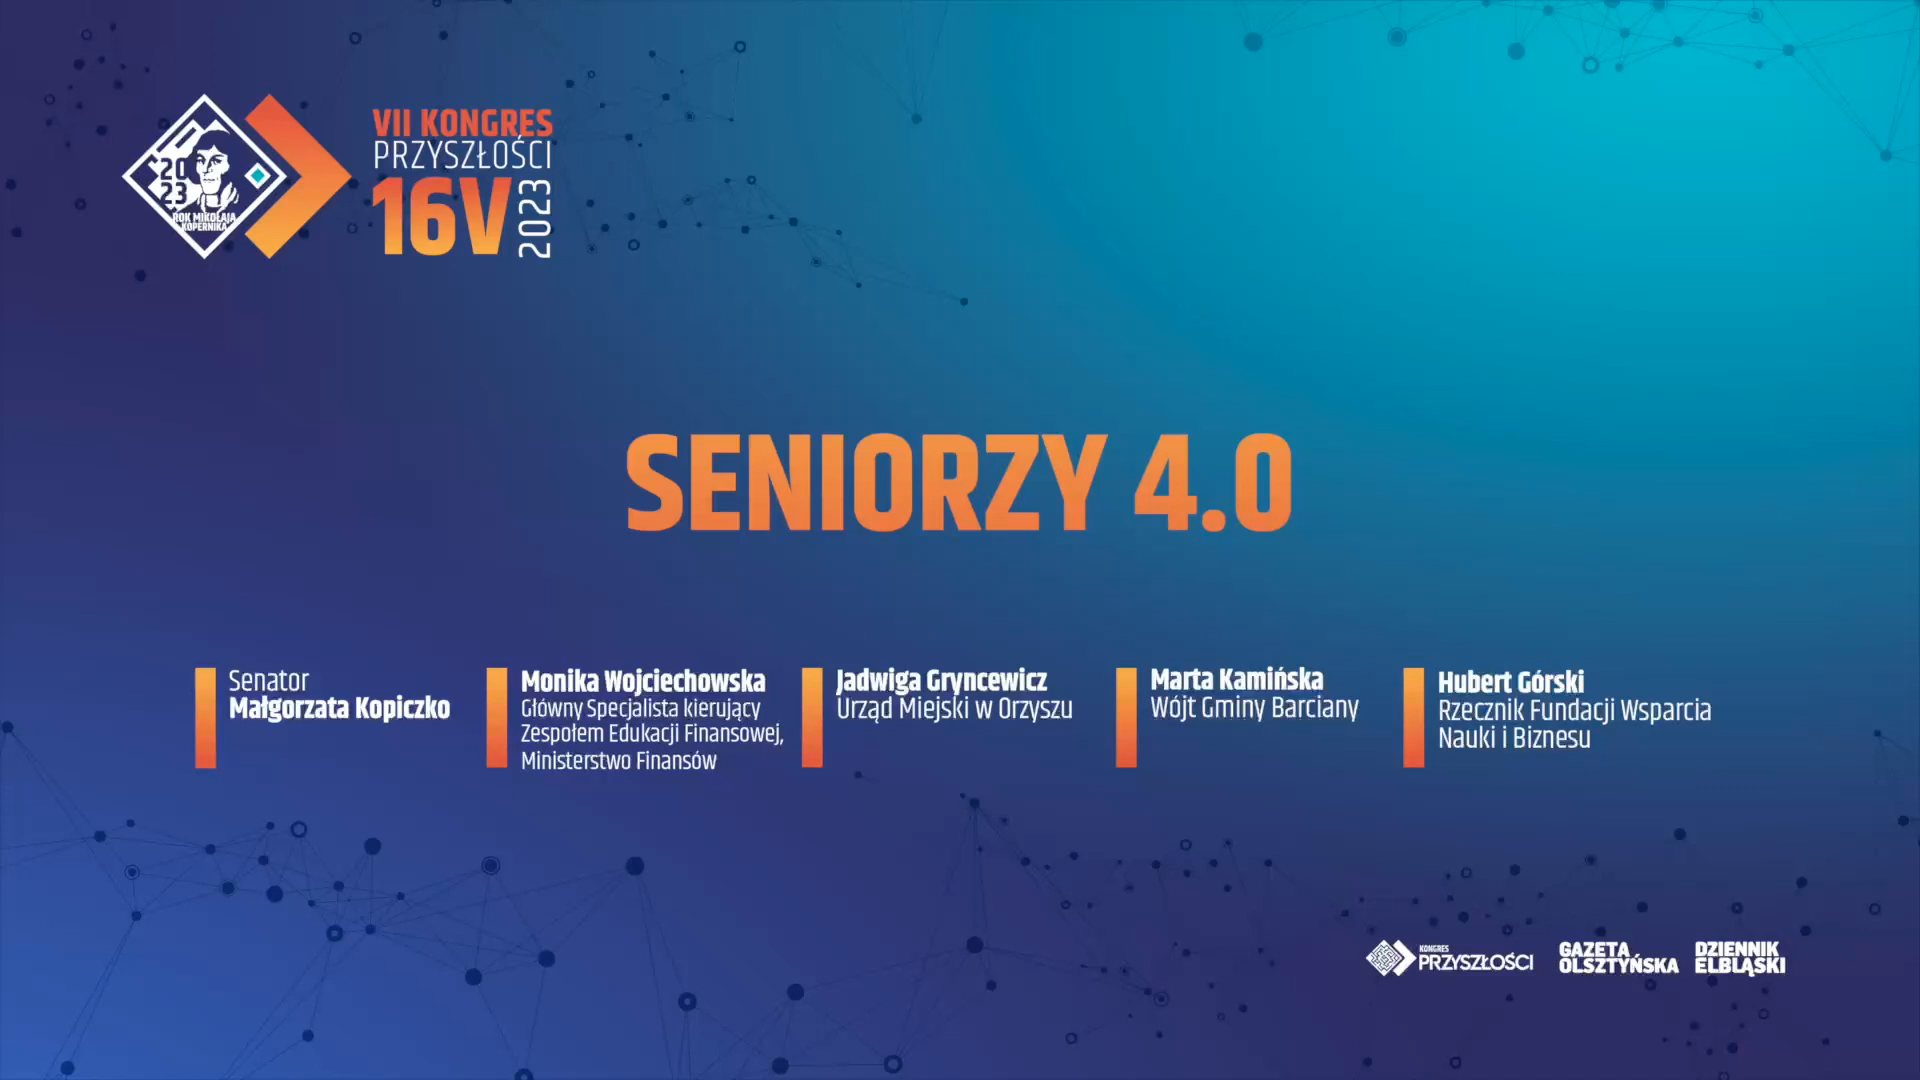 20
23
ROK MIKOŁAJA
KOPERNIKA
VII KONGRES
PRZYSZŁOŚCI
16V
2023
SENIORZY 4.0
Senator
Małgorzata Kopiczko
Monika Wojciechowska
Główny Specjalista kierujący
Zespołem Edukacji Finansowej,
Ministerstwo Finansów
Jadwiga Gryncewicz
Urząd Miejski w Orzyszu
Marta Kamińska
Wójt Gminy Barciany
Hubert Górski
Rzecznik Fundacji Wsparcia
Nauki i Biznesu
KONGRES
PRZYSZŁOŚCI
GAZETA
OLSZTYŃSKA
DZIENNIK
ELBLĄSKI